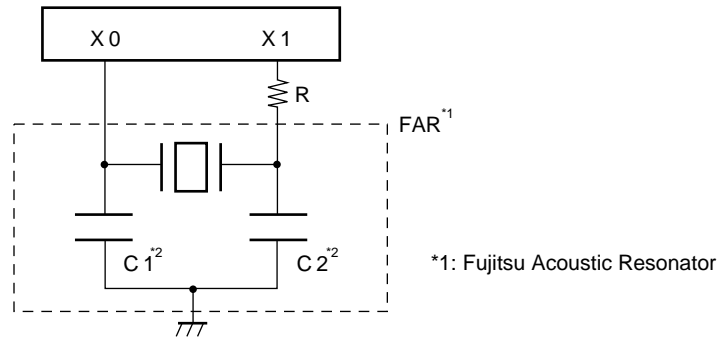 X 0 X 1
R
FAR*1
C 1*2 C 2*2
*1: Fujitsu Acoustic Resonator